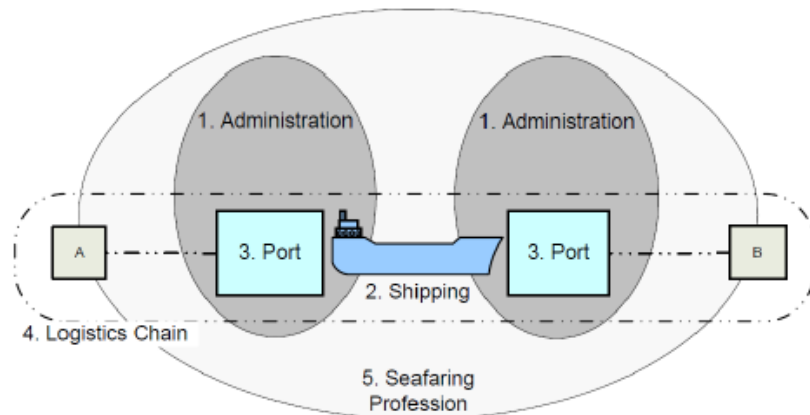 1. Administration
1. Administration
A
3. Port
3. Port
B
2. Shipping
4. Logistics Chain
5. Seafaring
Profession